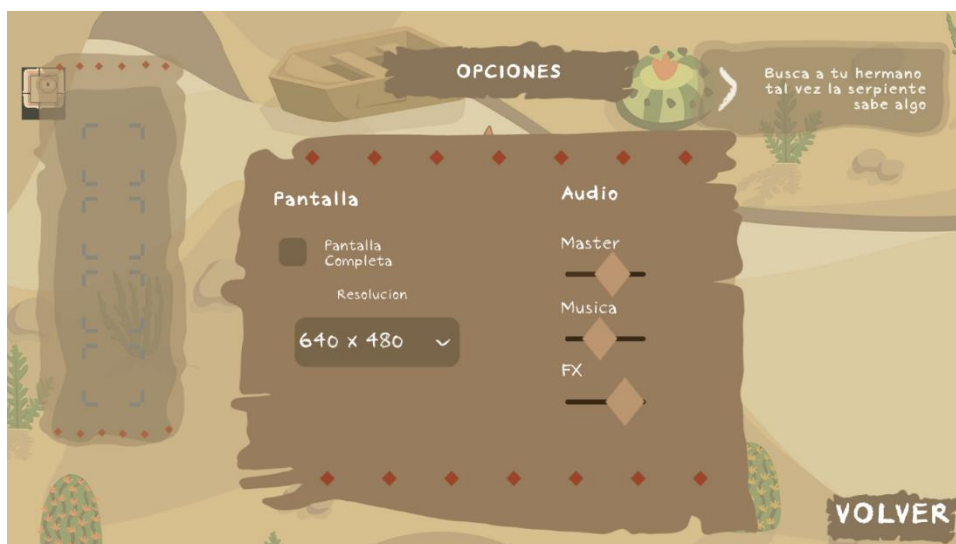 OPCIONES
Busca a tu hermano
tal vez la serpiente
sabe algo
Pantalla
Pantalla
Completa
Resolucion
640 x 480
Audio
Master
Musica
FX
VOLVER